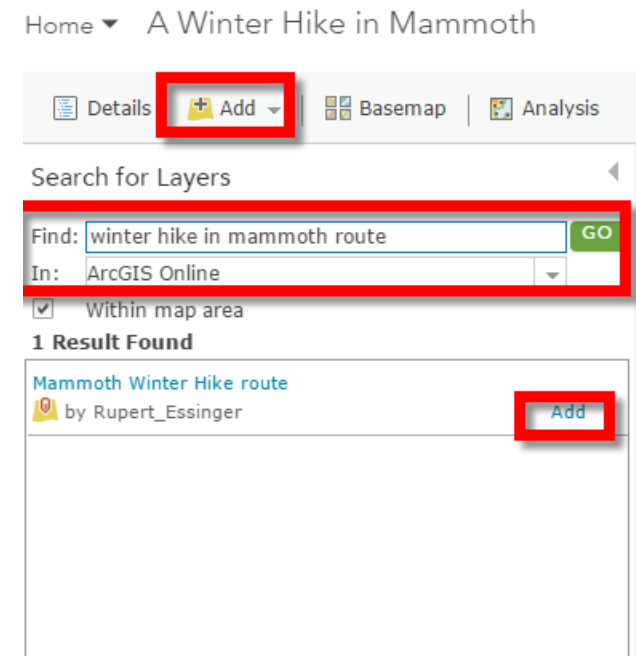 Home A Winter Hike in Mammoth
Details Add Basemap Analysis
Search for Layers
Find: winter hike in mammoth route GO
In: ArcGIS Online
Within map area
1 Result Found
Mammoth Winter Hike route
by Rupert_Essinger Add